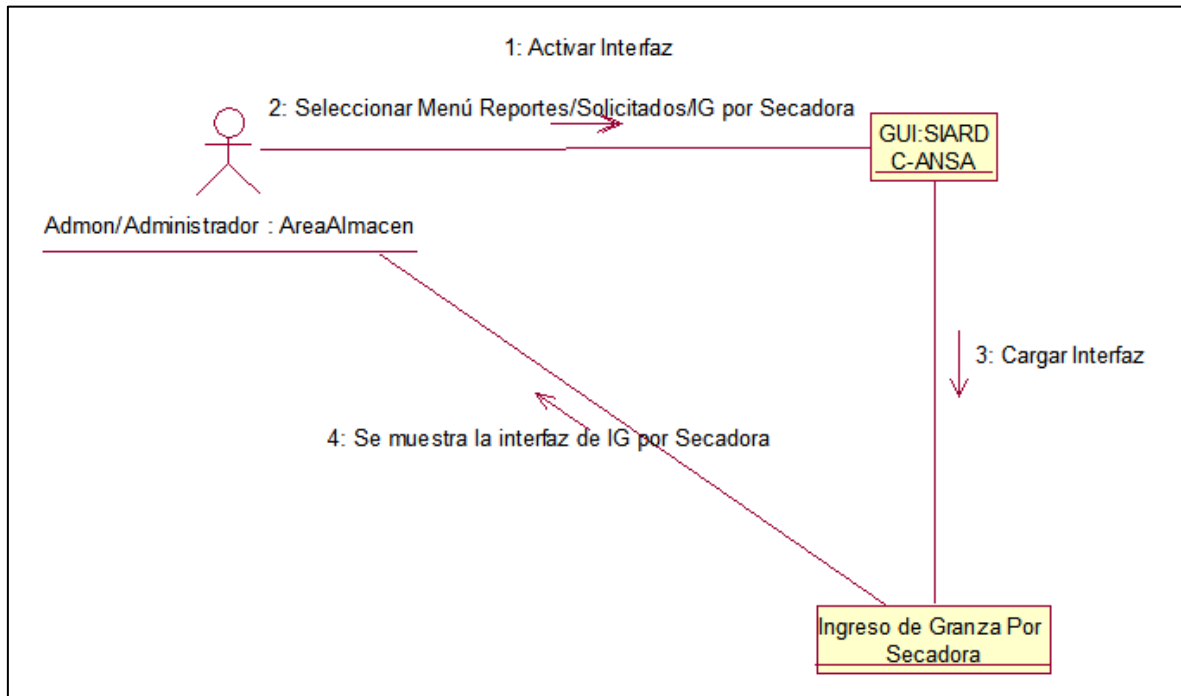 1: Activar Interfaz
2: Seleccionar Menú Reportes/Solicitados/IG por Secadora
GUI:SIARD
C-ANSA
Admon/Administrador : AreaAlmacen
3: Cargar Interfaz
4: Se muestra la interfaz de IG por Secadora
Ingreso de Granza Por
Secadora